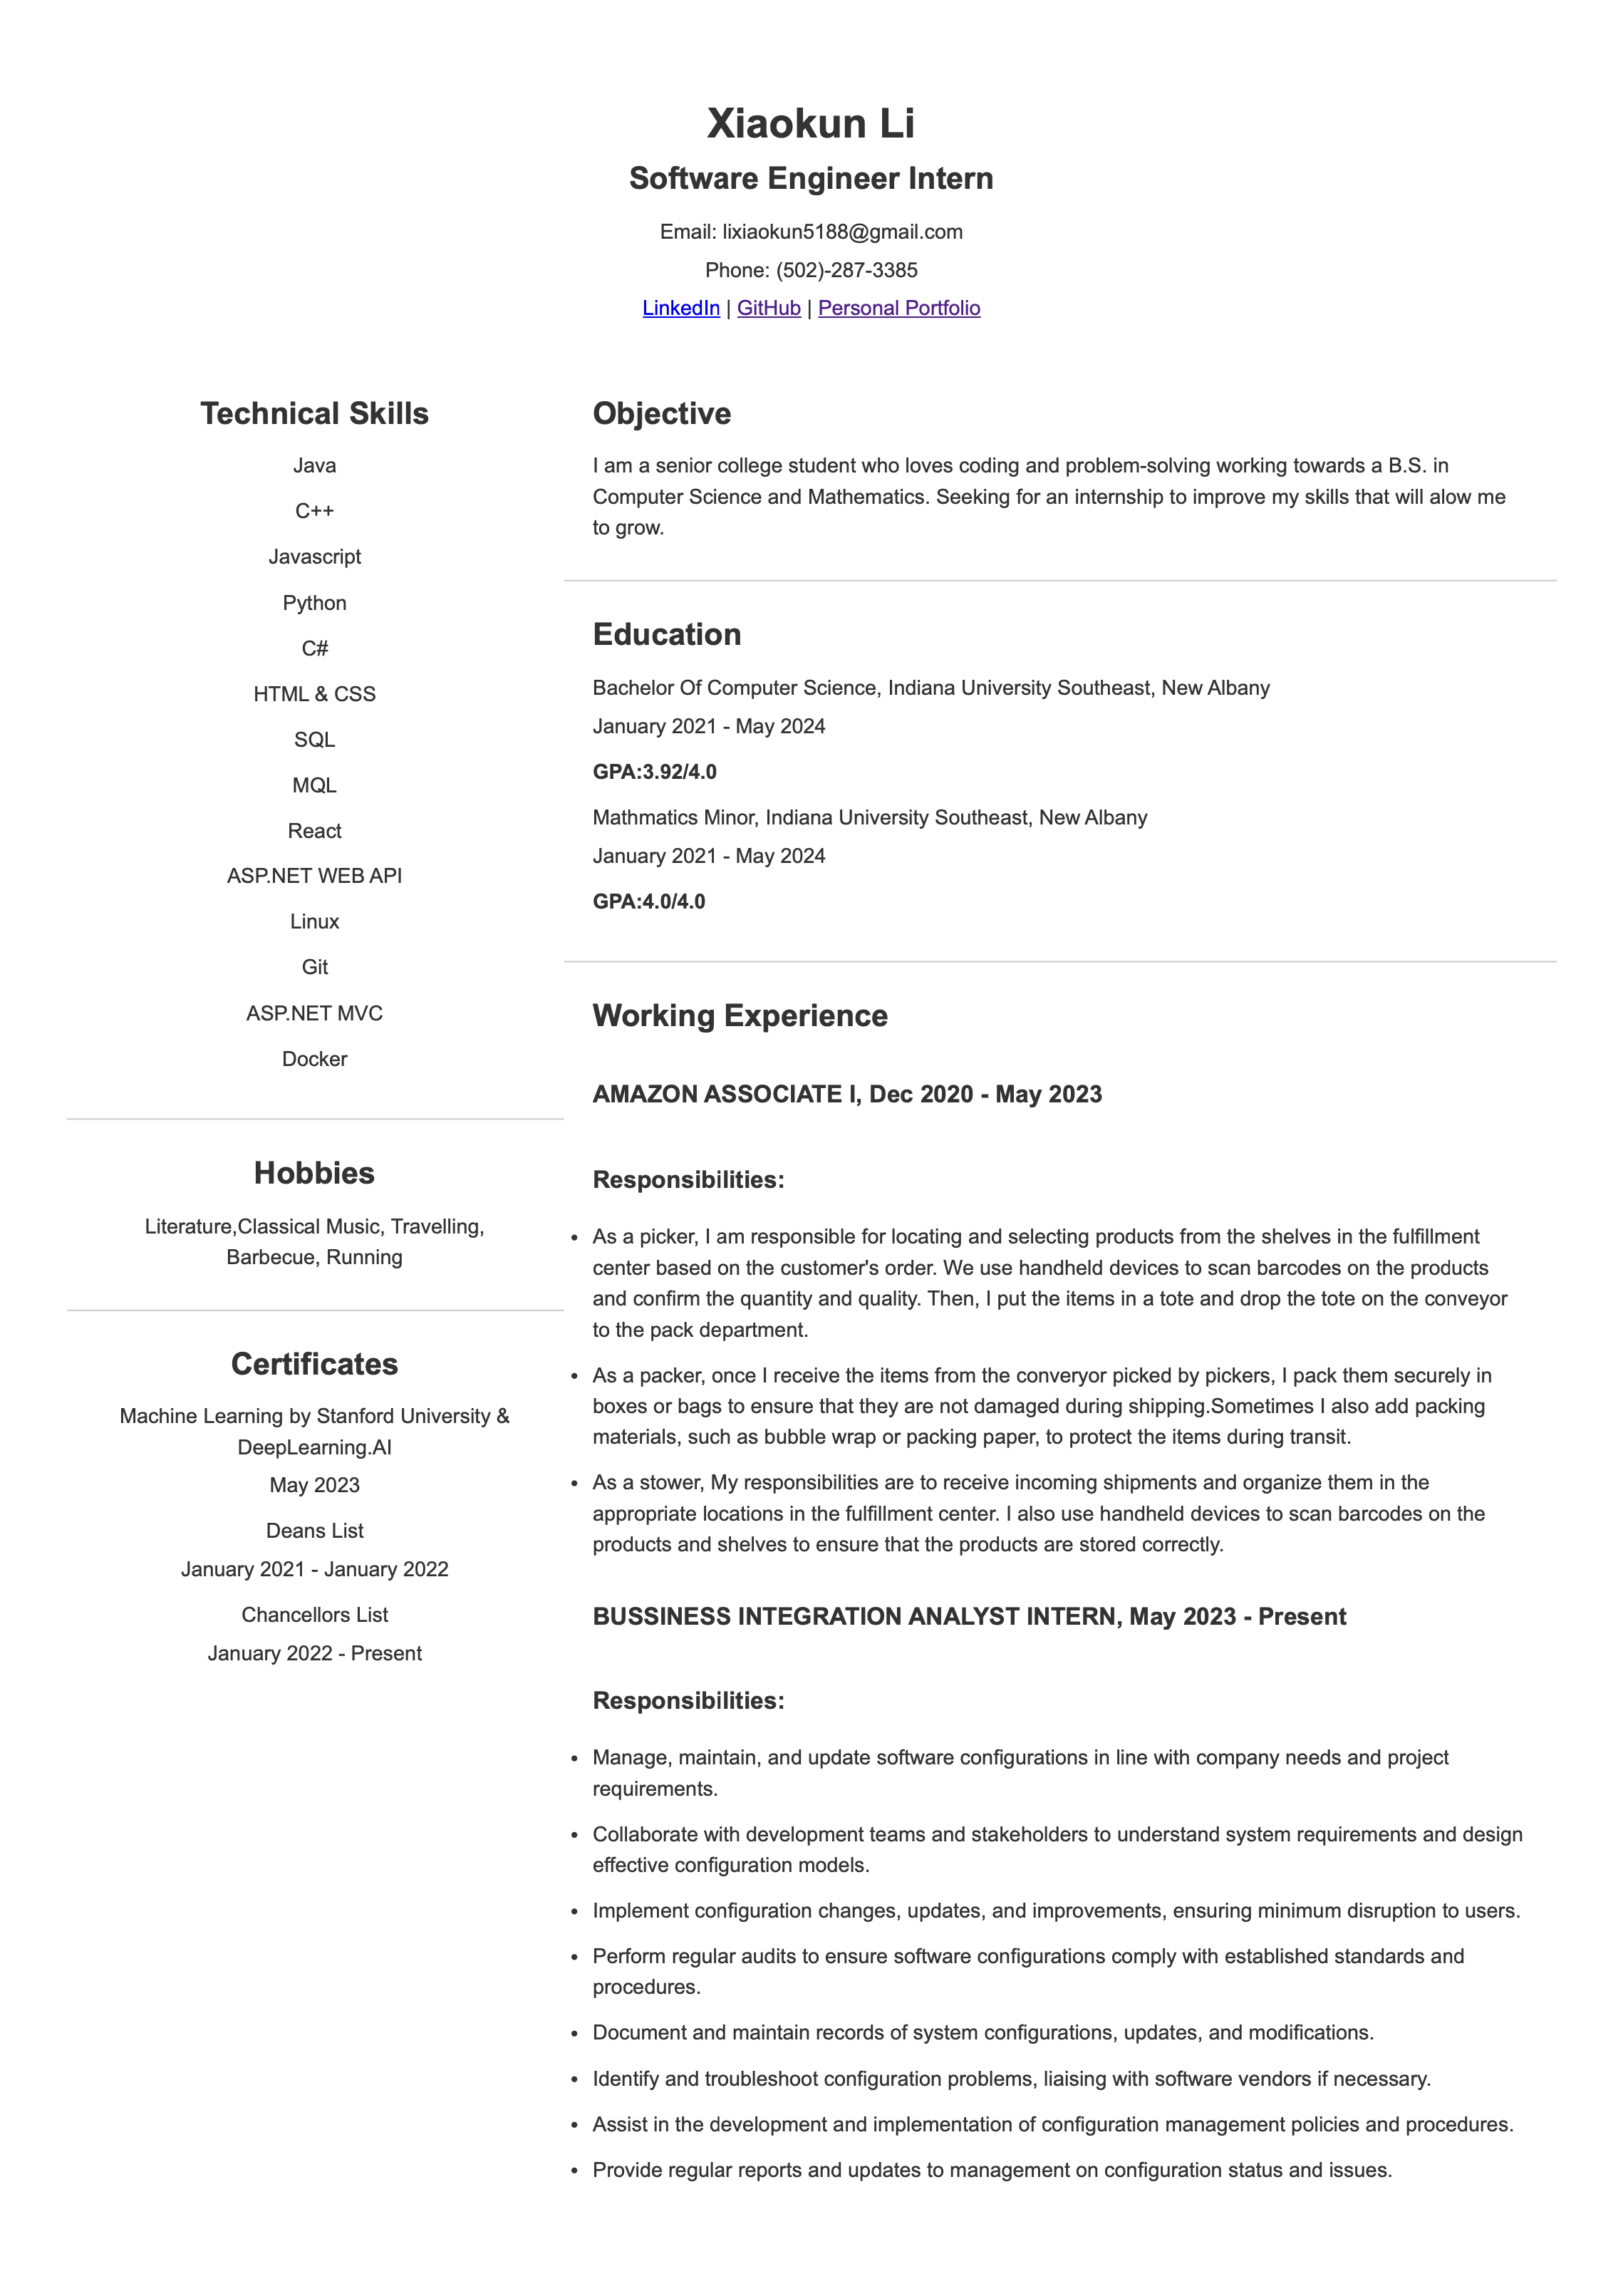 Xiaokun Li
Software Engineer Intern
Email: lixiaokun5188@gmail.com
Phone: (502)-287-3385
LinkedIn | GitHub | Personal Portfolio
Technical Skills
Java
C++
Javascript
Python
C#
HTML & CSS
SQL
MQL
React
ASP.NET WEB API
Linux
Git
ASP.NET MVC
Docker
Hobbies
Literature,Classical Music, Travelling,
Barbecue, Running
Certificates
Machine Learning by Stanford University &
DeepLearning.AI
May 2023
Deans List
January 2021 - January 2022
Chancellors List
January 2022 - Present
Objective
I am a senior college student who loves coding and problem-solving working towards a B.S. in
Computer Science and Mathematics. Seeking for an internship to improve my skills that will alow me
to grow.
Education
Bachelor Of Computer Science, Indiana University Southeast, New Albany
January 2021 - May 2024
GPA:3.92/4.0
Mathmatics Minor, Indiana University Southeast, New Albany
January 2021 - May 2024
GPA:4.0/4.0
Working Experience
AMAZON ASSOCIATE I, Dec 2020 - May 2023
Responsibilities:
• As a picker, I am responsible for locating and selecting products from the shelves in the fulfillment
center based on the customer's order. We use handheld devices to scan barcodes on the products
and confirm the quantity and quality. Then, I put the items in a tote and drop the tote on the conveyor
to the pack department.
• As a packer, once I receive the items from the converyor picked by pickers, I pack them securely in
boxes or bags to ensure that they are not damaged during shipping.Sometimes I also add packing
materials, such as bubble wrap or packing paper, to protect the items during transit.
• As a stower, My responsibilities are to receive incoming shipments and organize them in the
appropriate locations in the fulfillment center. I also use handheld devices to scan barcodes on the
products and shelves to ensure that the products are stored correctly.
BUSSINESS INTEGRATION ANALYST INTERN, May 2023 - Present
Responsibilities:
• Manage, maintain, and update software configurations in line with company needs and project
requirements.
• Collaborate with development teams and stakeholders to understand system requirements and design
effective configuration models.
• Implement configuration changes, updates, and improvements, ensuring minimum disruption to users.
• Perform regular audits to ensure software configurations comply with established standards and
procedures.
• Document and maintain records of system configurations, updates, and modifications.
• Identify and troubleshoot configuration problems, liaising with software vendors if necessary.
• Assist in the development and implementation of configuration management policies and procedures.
• Provide regular reports and updates to management on configuration status and issues.